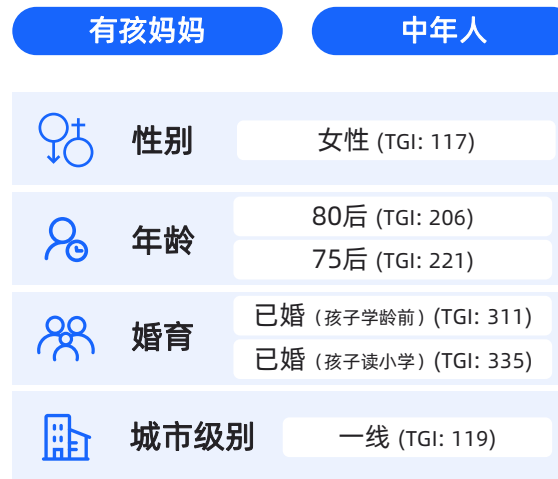 有孩妈妈 中年人
性别 女性 (TGI: 117)
年龄 80后 (TGI: 206)
75后 (TGI: 221)
婚育 已婚（孩子学龄前）(TGI: 311)
已婚（孩子读小学）(TGI: 335)
城市级别 一线 (TGI: 119)